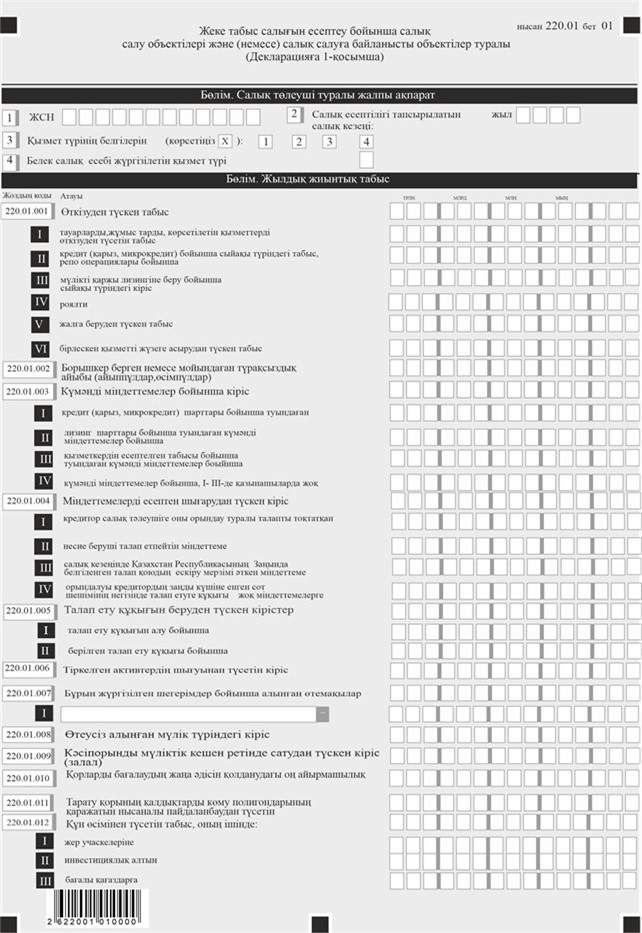 нысан 220.01 бет 01
Жеке табыс салығын есептеу бойынша салық
салу объектілері және (немесе) салық салуға байланысты объектілер туралы
(Декларацияға 1-қосымша)
Бөлім. Салық төлеуші туралы жалпы ақпарат
1 ЖСН
2 Салық есептілігі тапсырылатын салық кезеңі: жыл
3 Қызмет түрінің белгілерін (көрсетіңіз X ): 1 2 3 4
4 Бөлек салық есебі жүргізілетін қызмет түрі
Бөлім. Жылдық жиынтық табыс
Жолдың коды Атауы трлн млрд млн мың
220.01.001 Өткізуден түскен табыс
I тауарларды,жұмыс тарды, көрсетілетін қызметтерді
өткізуден түсетін табыс
II кредит (қарыз, микрокредит) бойынша сыйақы түріндегі табыс,
репо операциялары бойынша
III мүлікті қаржы лизингіне беру бойынша
сыйақы түріндегі кіріс
IV роялти
V жалға беруден түскен табыс
VI бірлескен қызметті жүзеге асырудан түскен табыс
220.01.002 Борышкер берген немесе мойындаған тұрақсыздық
айыбы (айыппұлдар,өсімпұлдар)
220.01.003 Күмәнді міндеттемелер бойынша кіріс
I кредит (қарыз, микрокредит) шарттары бойынша туындаған
II лизинг шарттары бойынша туындаған күмәнді
міндеттемелер бойынша
III қызметкердің есептелген табысы бойынша
туындаған күмәнді міндеттемелер боыйнша
IV күмәнді міндеттемелер бойынша, I- III-де қазынашыларда жоқ
220.01.004 Міндеттемелерді есептен шығарудан түскен кіріс
I кредитор салық төлеушіге оны орындау туралы талапты тоқтатқан
II несие беруші талап етпейтін міндеттеме
III салық кезеңінде Қазахстан Республикасының Заңында
белгіленген талап қоюдың ескіру мерзімі өткен міндеттеме
IV орындалуы кредитордың заңды күшіне енген сот
шешімінің негізінде талап етуге құқығы жоқ міндеттемелерге
220.01.005 Талап ету құқығын беруден түскен кірістер
I талап ету құқығын алу бойынша
II берілген талап ету құқығы бойынша
220.01.006 Тіркелген активтердің шығуынан түсетін кіріс
220.01.007 Бұрын жүргізілген шегерімдер бойынша алынған өтемақылар
I
220.01.008 Өтеусіз алынған мүлік түріндегі кіріс
220.01.009 Кәсіпорынды мүліктік кешен ретінде сатудан түскен кіріс
(залал)
220.01.010 Қорларды бағалаудың жаңа әдісін қолданудағы оң айырмашылық
220.01.011 Тарату қорының қалдықтарды көму полигондарының
қаражатын нысаналы пайдаланбаудан түсетін
220.01.012 Құн өсімінен түсетін табыс, оның ішінде:
I жер учаскелеріне
II инвестициялық алтын
III бағалы қағаздарға
2 622001 010000